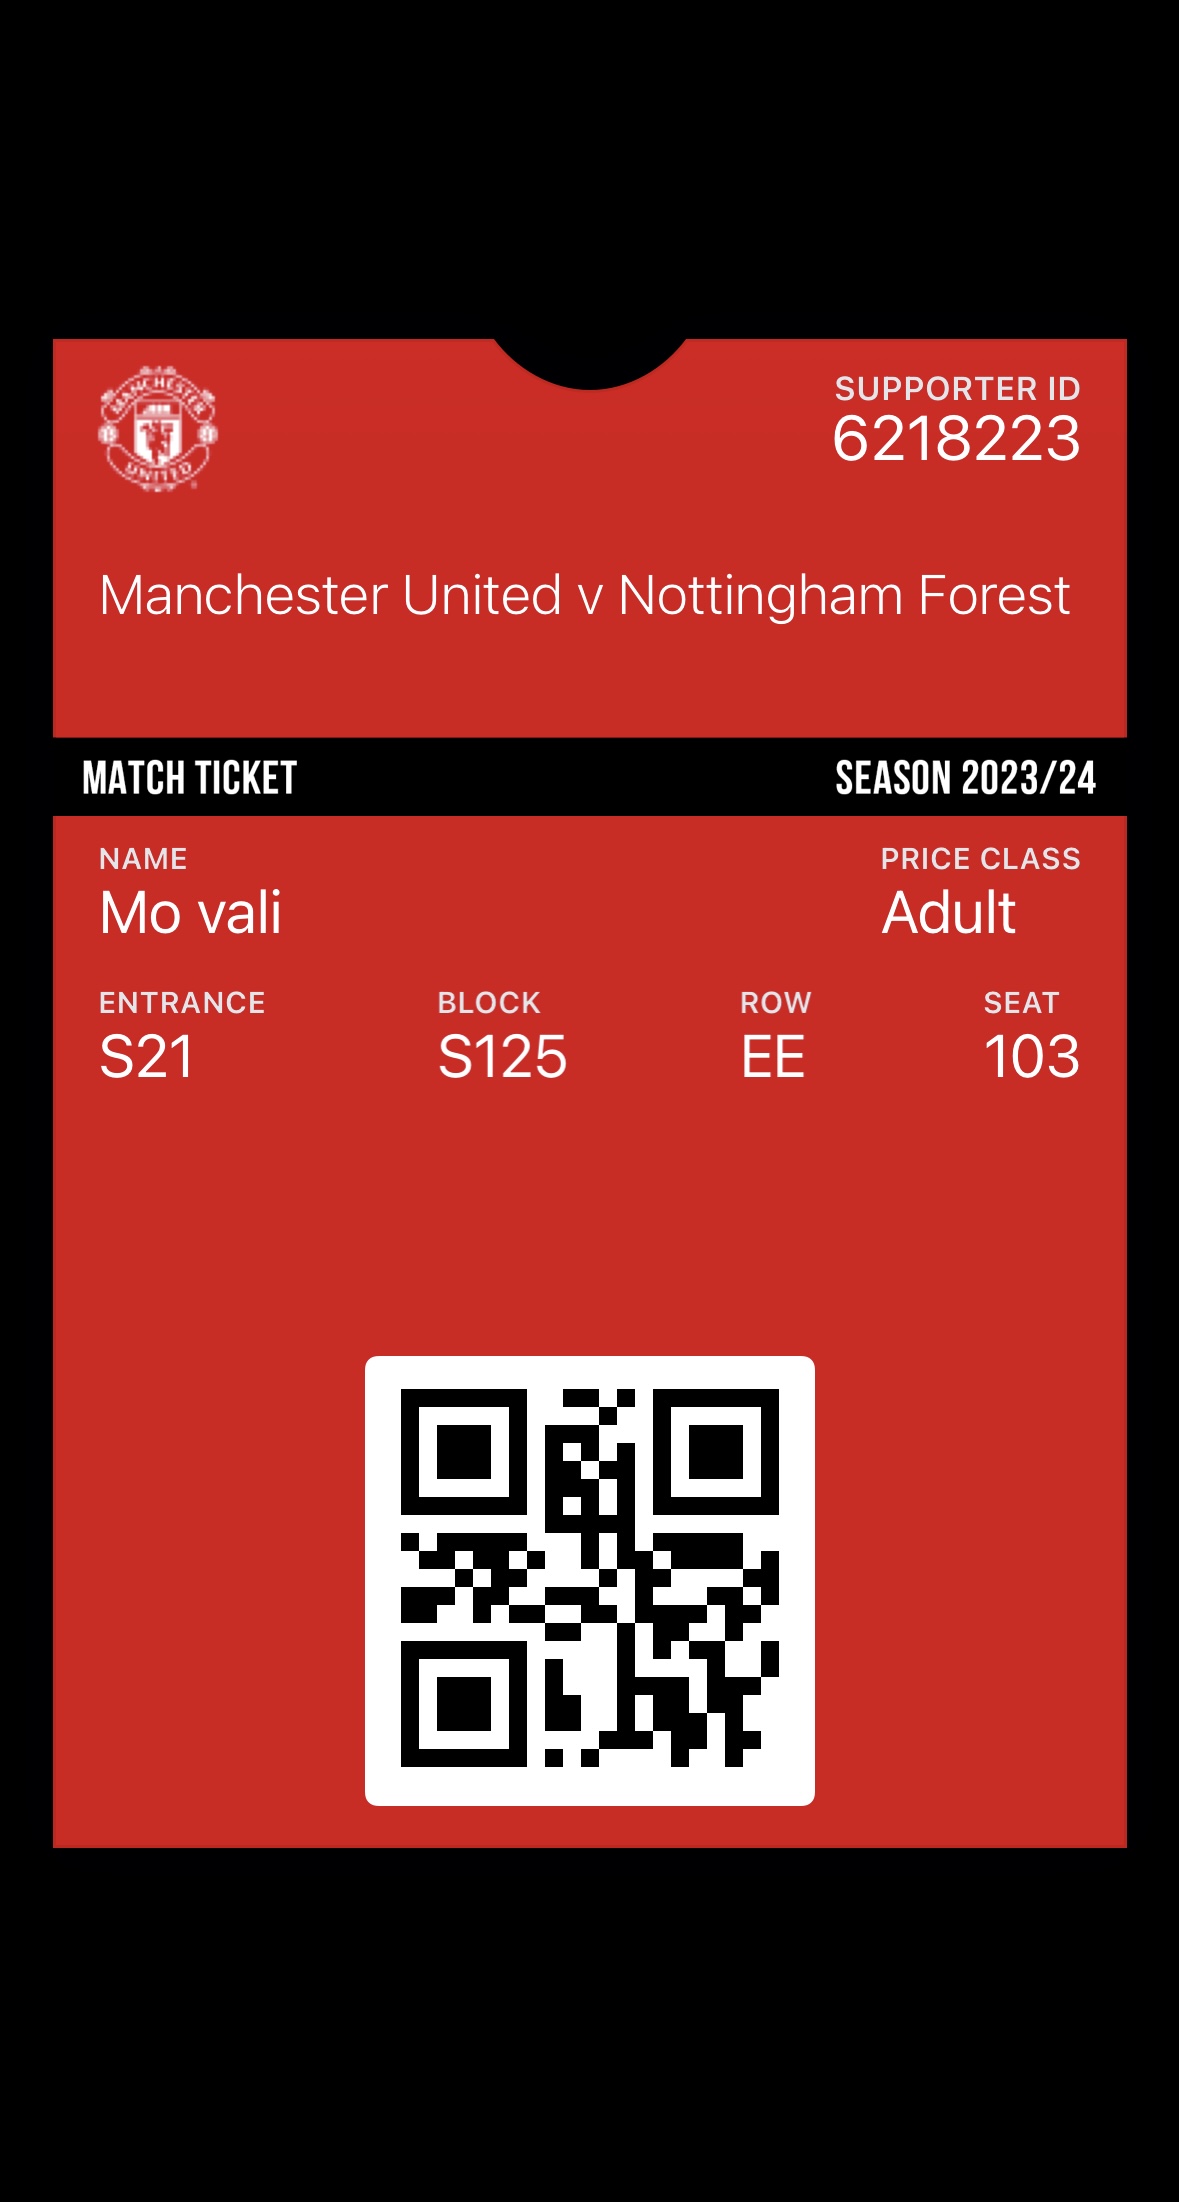 MANCHESTER
UNITED
SUPPORTER ID
6218223
Manchester United v Nottingham Forest
MATCH TICKET SEASON 2023/24
NAME PRICE CLASS
Mo vali Adult
ENTRANCE BLOCK ROW SEAT
S21 S125 EE 103